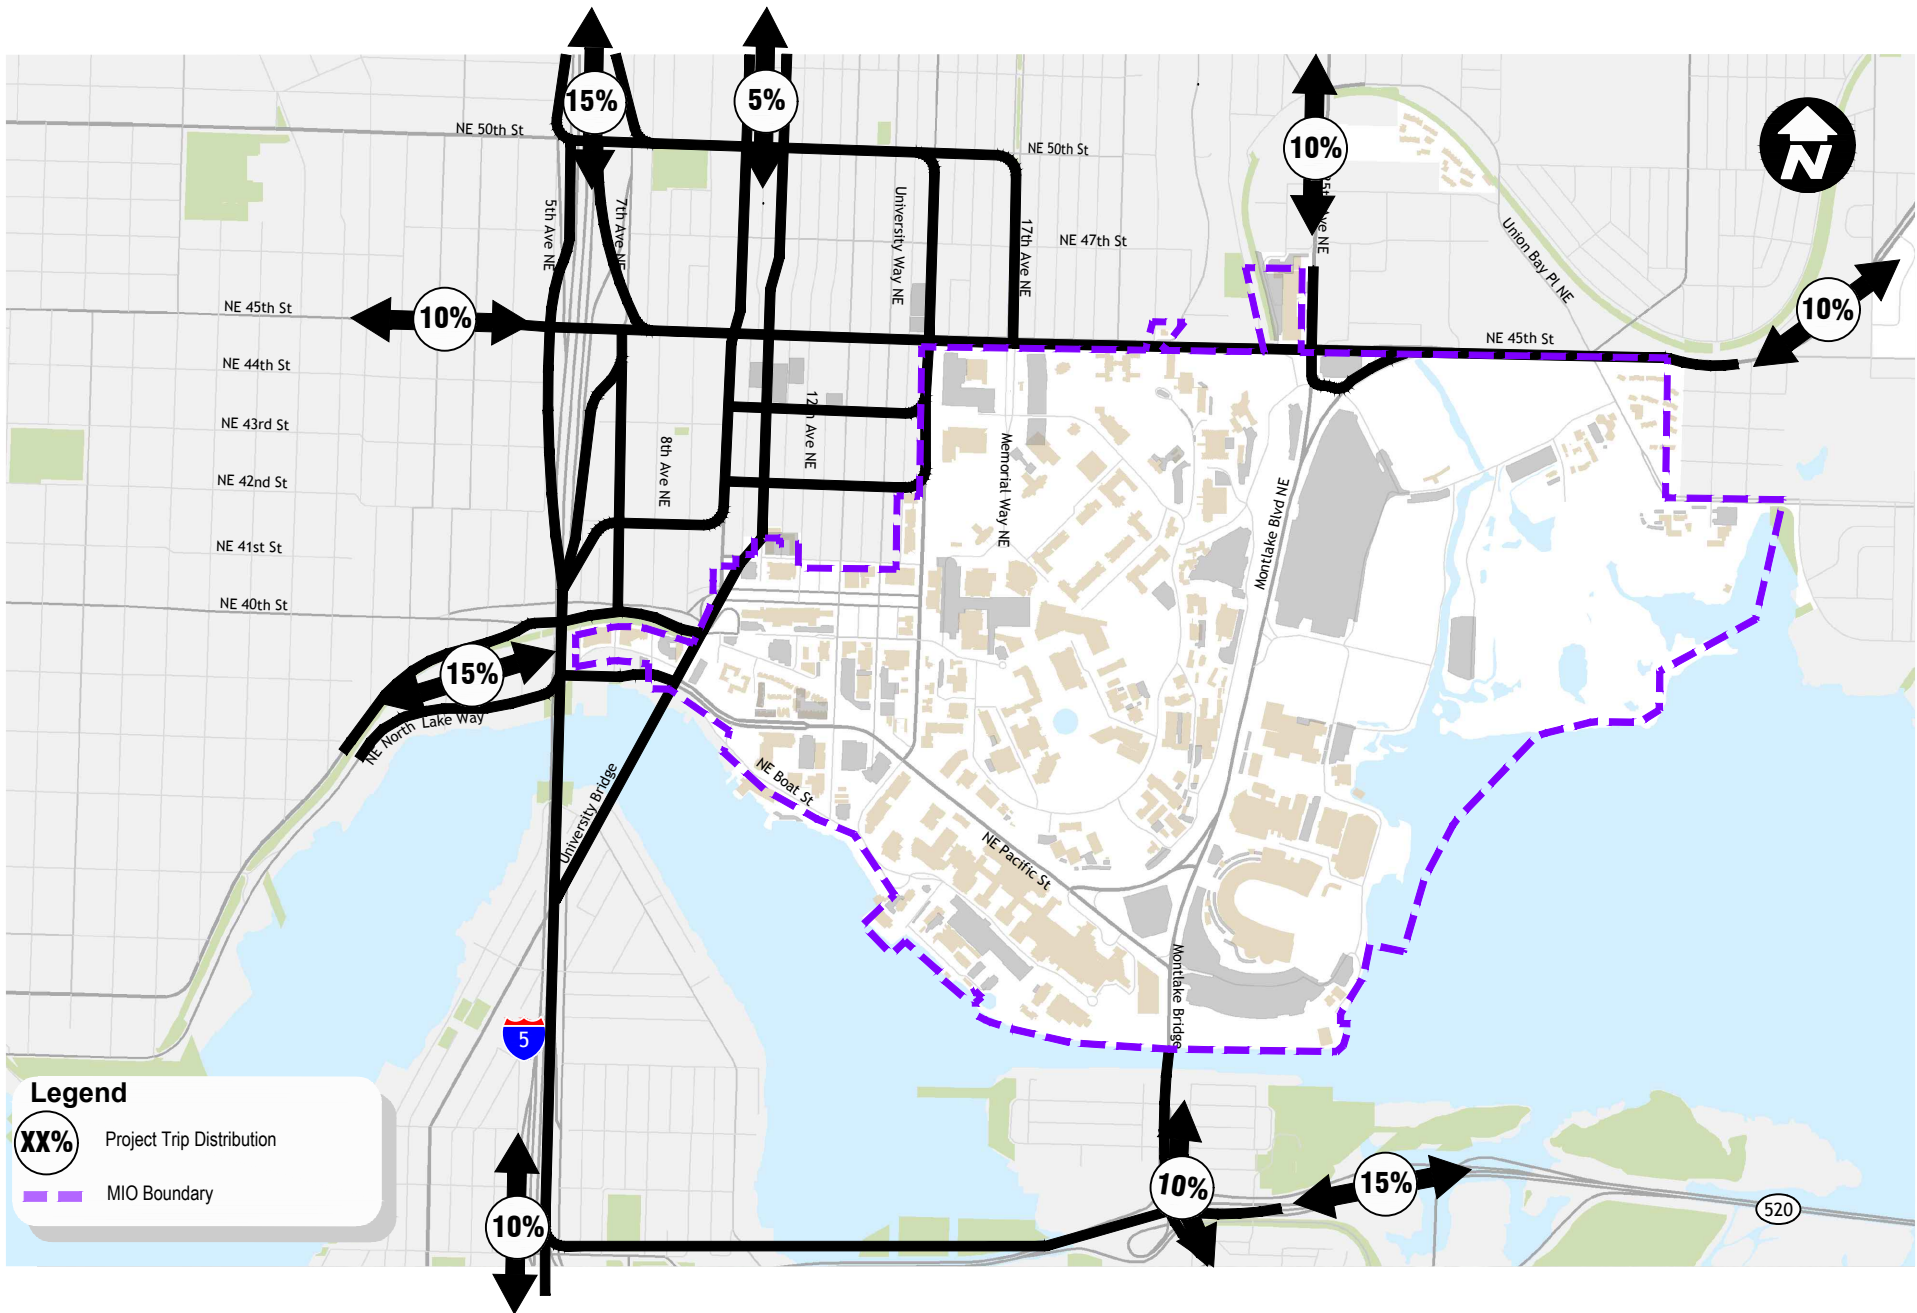 15%
5%
10%
NE 50th St
NE 50th St
N
5th Ave NE
7th Ave NE
University Way NE
17th Ave NE
NE 47th St
Ave NE
Union Bay Pl NE
10%
NE 45th St
10%
NE 45th St
NE 44th St
NE 43rd St
NE 42nd St
NE 41st St
NE 40th St
8th Ave NE
12th Ave NE
Memorial Way NE
Montlake Blvd NE
15%
NE North Lake Way
University Bridge
NE Boat St
NE Pacific St
Montlake Bridge
5
Legend
XX% Project Trip Distribution
MIO Boundary
10%
10%
15%
520